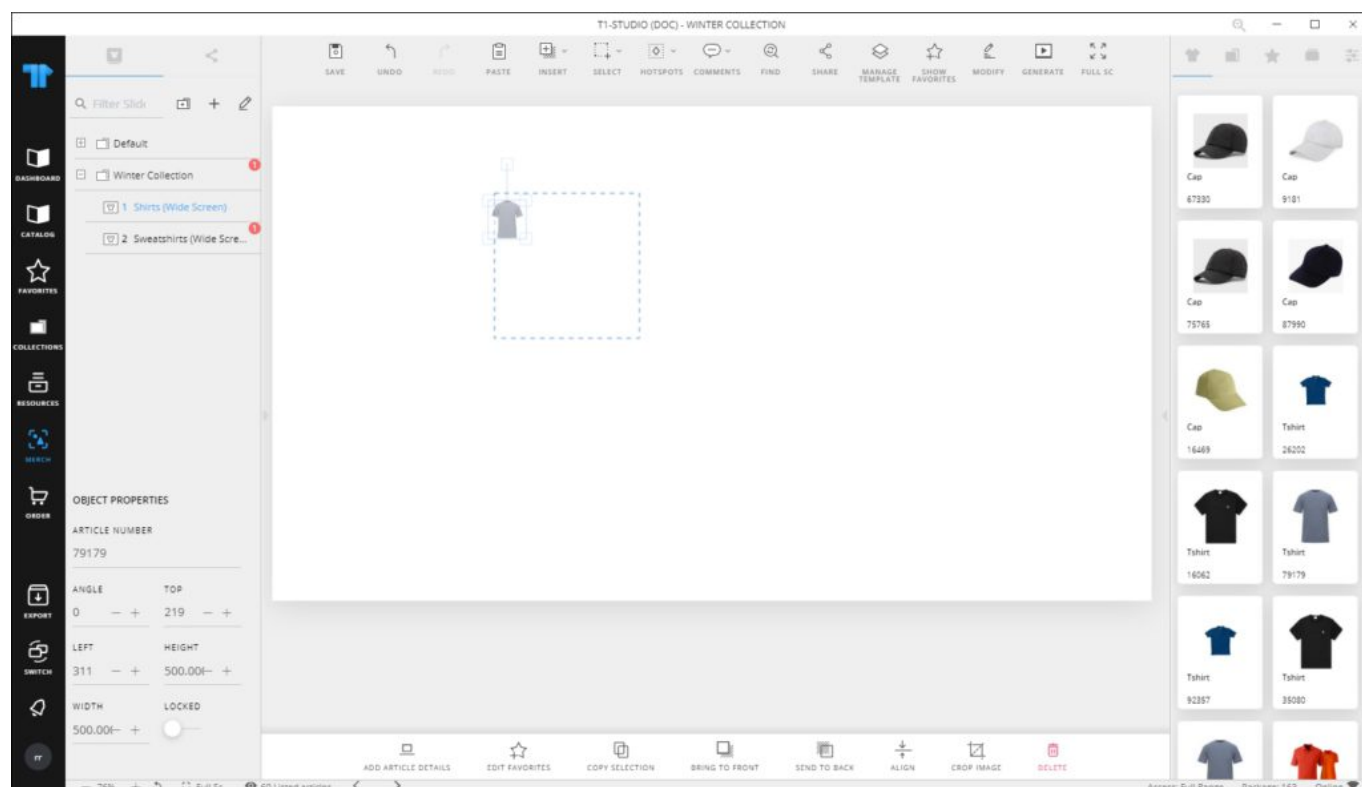 T1-STUDIO (DOC) - WINTER COLLECTION
SAVE UNDO REDO PASTE INSERT SELECT HOTSPOTS COMMENTS FIND SHARE MANAGE TEMPLATE SHOW FAVORITES MODIFY GENERATE FULL SC
DASHBOARD
CATALOG
FAVORITES
COLLECTIONS
RESOURCES
MERCH
ORDER
EXPORT
SWITCH
Filter Slide
Default
Winter Collection
1
1 Shirts (Wide Screen)
2 Sweatshirts (Wide Scre...
1
OBJECT PROPERTIES
ARTICLE NUMBER
79179
ANGLE TOP
0 — + 219 — +
LEFT HEIGHT
311 — + 500.00 — +
WIDTH LOCKED
500.00 — +
Cap Cap
67330 9181
Cap Cap
75765 87990
Cap Tshirt
16469 26202
Tshirt Tshirt
16062 79179
Tshirt Tshirt
92357 35080
ADD ARTICLE DETAILS EDIT FAVORITES COPY SELECTION BRING TO FRONT SEND TO BACK ALIGN CROP IMAGE DELETE